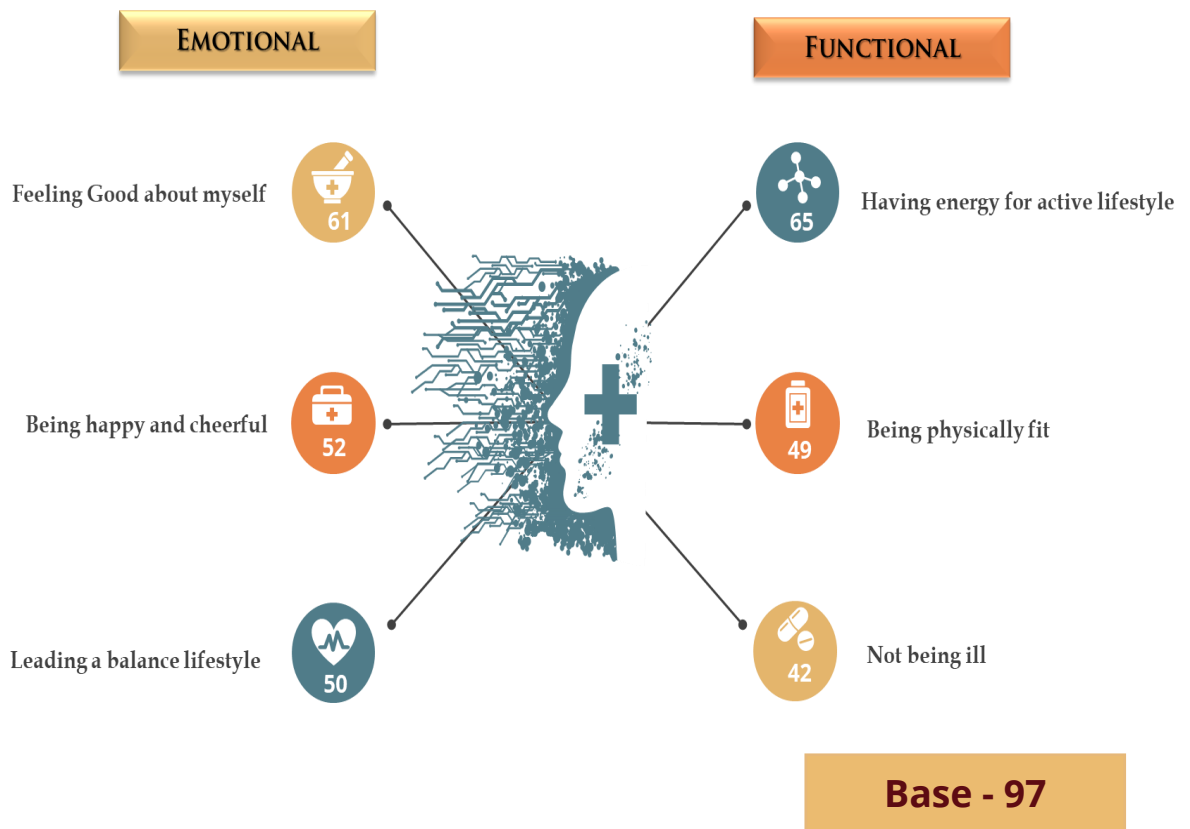 EMOTIONAL
FUNCTIONAL
Feeling Good about myself
61
65
Having energy for active lifestyle
Being happy and cheerful
52
49
Being physically fit
Leading a balance lifestyle
50
42
Not being ill
Base - 97